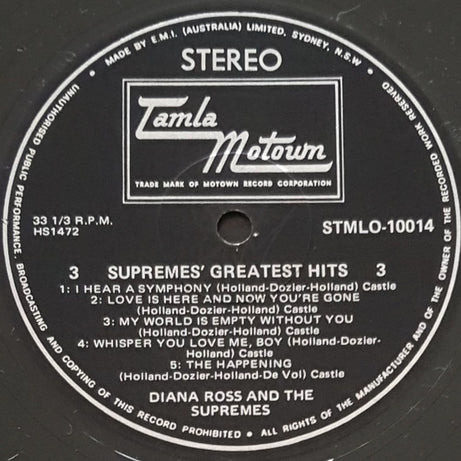 • MADE BY E.M.I. (AUSTRALIA) LIMITED, SYDNEY, N.S.W •
STEREO
Tamla
Motown
TRADE MARK OF MOTOWN RECORD CORPORATION
33 1/3 R.P.M.
HS1472
STMLO-10014
3 SUPREMES' GREATEST HITS 3
1: I HEAR A SYMPHONY (Holland-Dozier-Holland) Castle
2: LOVE IS HERE AND NOW YOU'RE GONE
(Holland-Dozier-Holland) Castle
3: MY WORLD IS EMPTY WITHOUT YOU
(Holland-Dozier-Holland) Castle
4: WHISPER YOU LOVE ME, BOY (Holland-Dozier-
Holland) Castle
5: THE HAPPENING
(Holland-Dozier-Holland-De Vol) Castle
DIANA ROSS AND THE
SUPREMES
UNAUTHORISED PUBLIC PERFORMANCE, BROADCASTING AND COPYING OF THIS RECORD PROHIBITED • ALL RIGHTS OF THE MANUFACTURER AND OF THE OWNER OF THE RECORDED WORK RESERVED